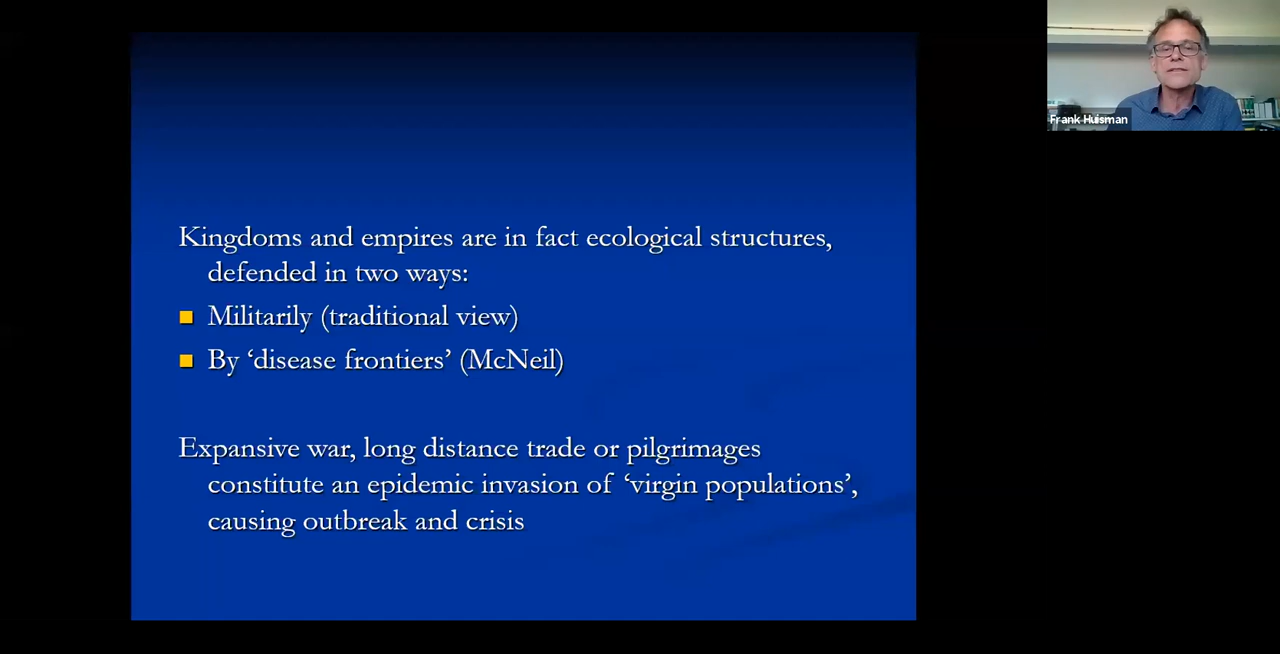 Frank Huisman
Kingdoms and empires are in fact ecological structures,
defended in two ways:
Militarily (traditional view)
By ‘disease frontiers’ (McNeil)
Expansive war, long distance trade or pilgrimages
constitute an epidemic invasion of ‘virgin populations’,
causing outbreak and crisis